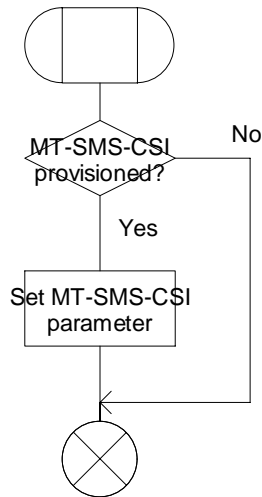 MT-SMS-CSI
provisioned?
No
Yes
Set MT-SMS-CSI
parameter